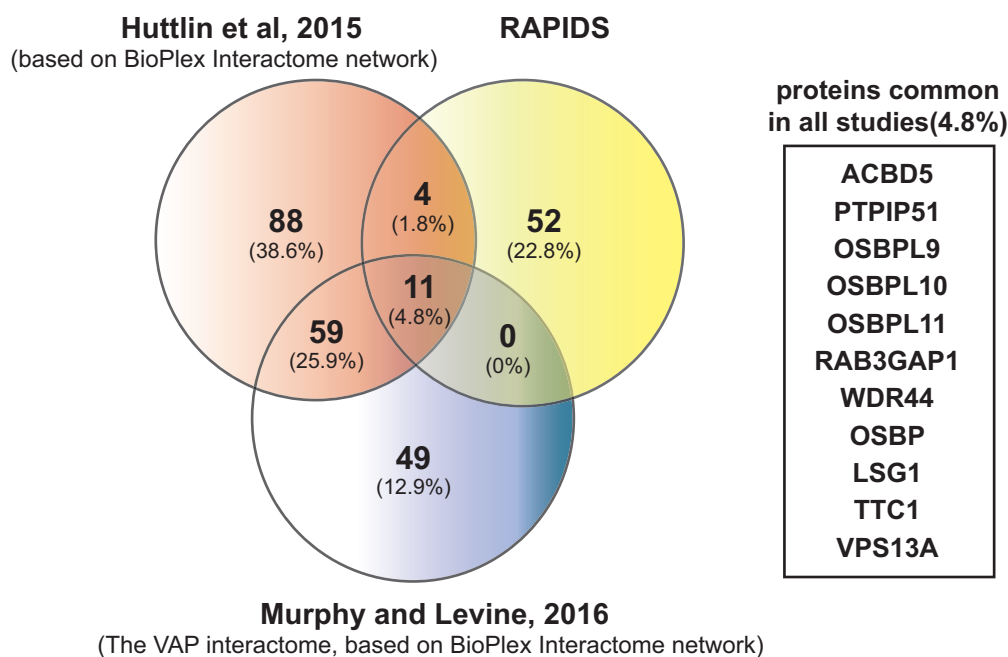 Huttlin et al, 2015
(based on BioPlex Interactome network)
RAPIDS
88
(38.6%)
4
(1.8%)
52
(22.8%)
11
(4.8%)
59
(25.9%)
0
(0%)
49
(12.9%)
Murphy and Levine, 2016
(The VAP interactome, based on BioPlex Interactome network)
proteins common
in all studies(4.8%)
ACBD5
PTPIP51
OSBPL9
OSBPL10
OSBPL11
RAB3GAP1
WDR44
OSBP
LSG1
TTC1
VPS13A